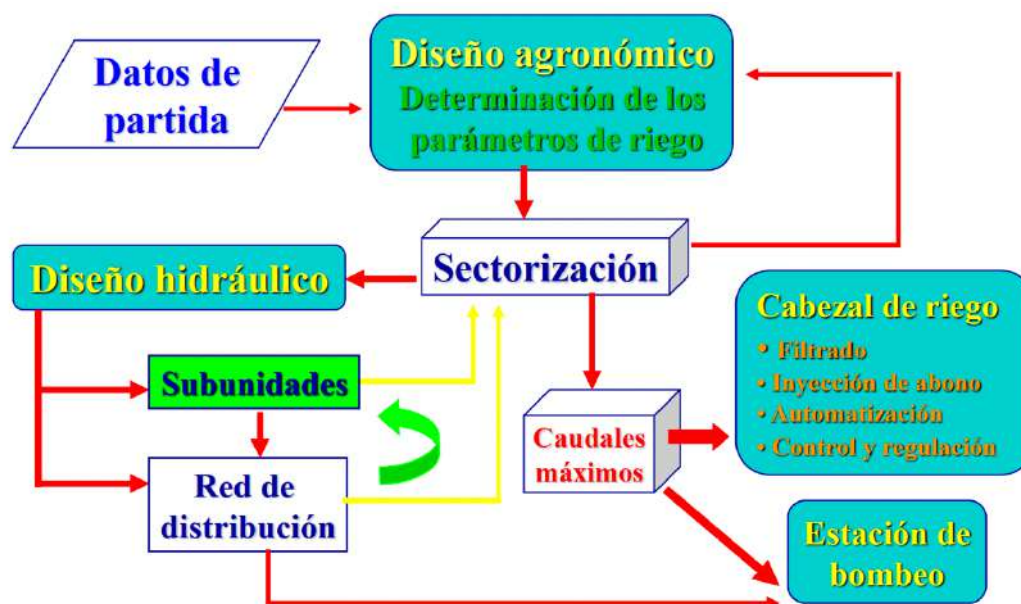 Datos de
partida
Diseño agronómico
Determinación de los
parámetros de riego
Sectorización
Diseño hidráulico
Subunidades
Red de
distribución
Caudales
máximos
Cabezal de riego
• Filtrado
• Inyección de abono
• Automatización
• Control y regulación
Estación de
bombeo